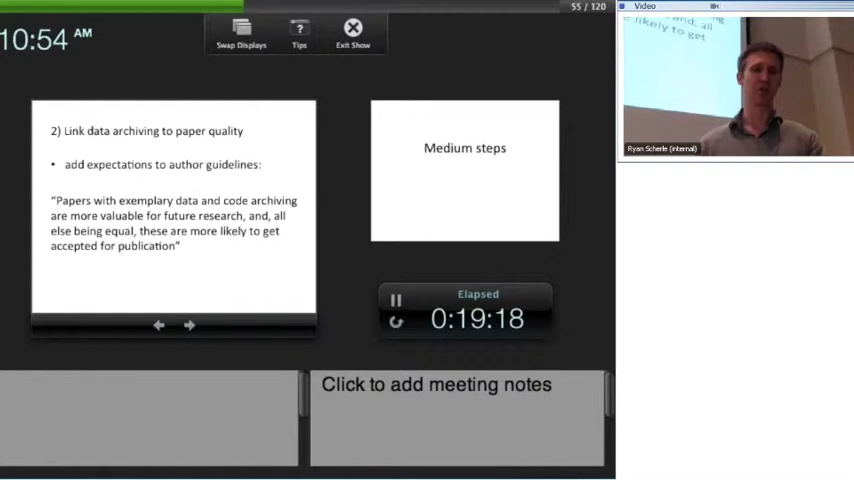 55 / 120
Video
10:54 AM
Swap Displays
Tips
Exit Show
likely to get
Ryan Scherle (internal)
2) Link data archiving to paper quality
• add expectations to author guidelines:
“Papers with exemplary data and code archiving
are more valuable for future research, and, all
else being equal, these are more likely to get
accepted for publication”
Medium steps
Elapsed
0:19:18
Click to add meeting notes